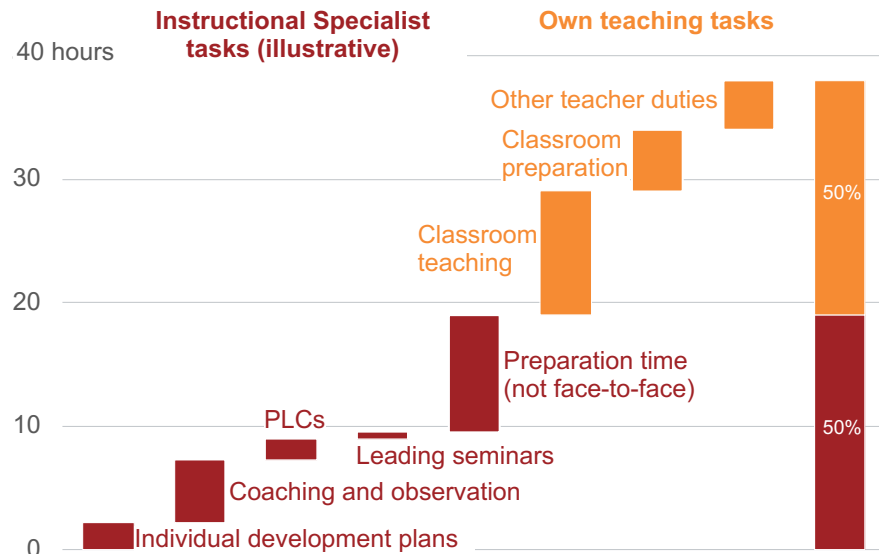 Instructional Specialist
tasks (illustrative)
Own teaching tasks
40 hours
Other teacher duties
Classroom
preparation
30
50%
Classroom
teaching
20
Preparation time
(not face-to-face)
PLCs
10
50%
Leading seminars
Coaching and observation
Individual development plans
0